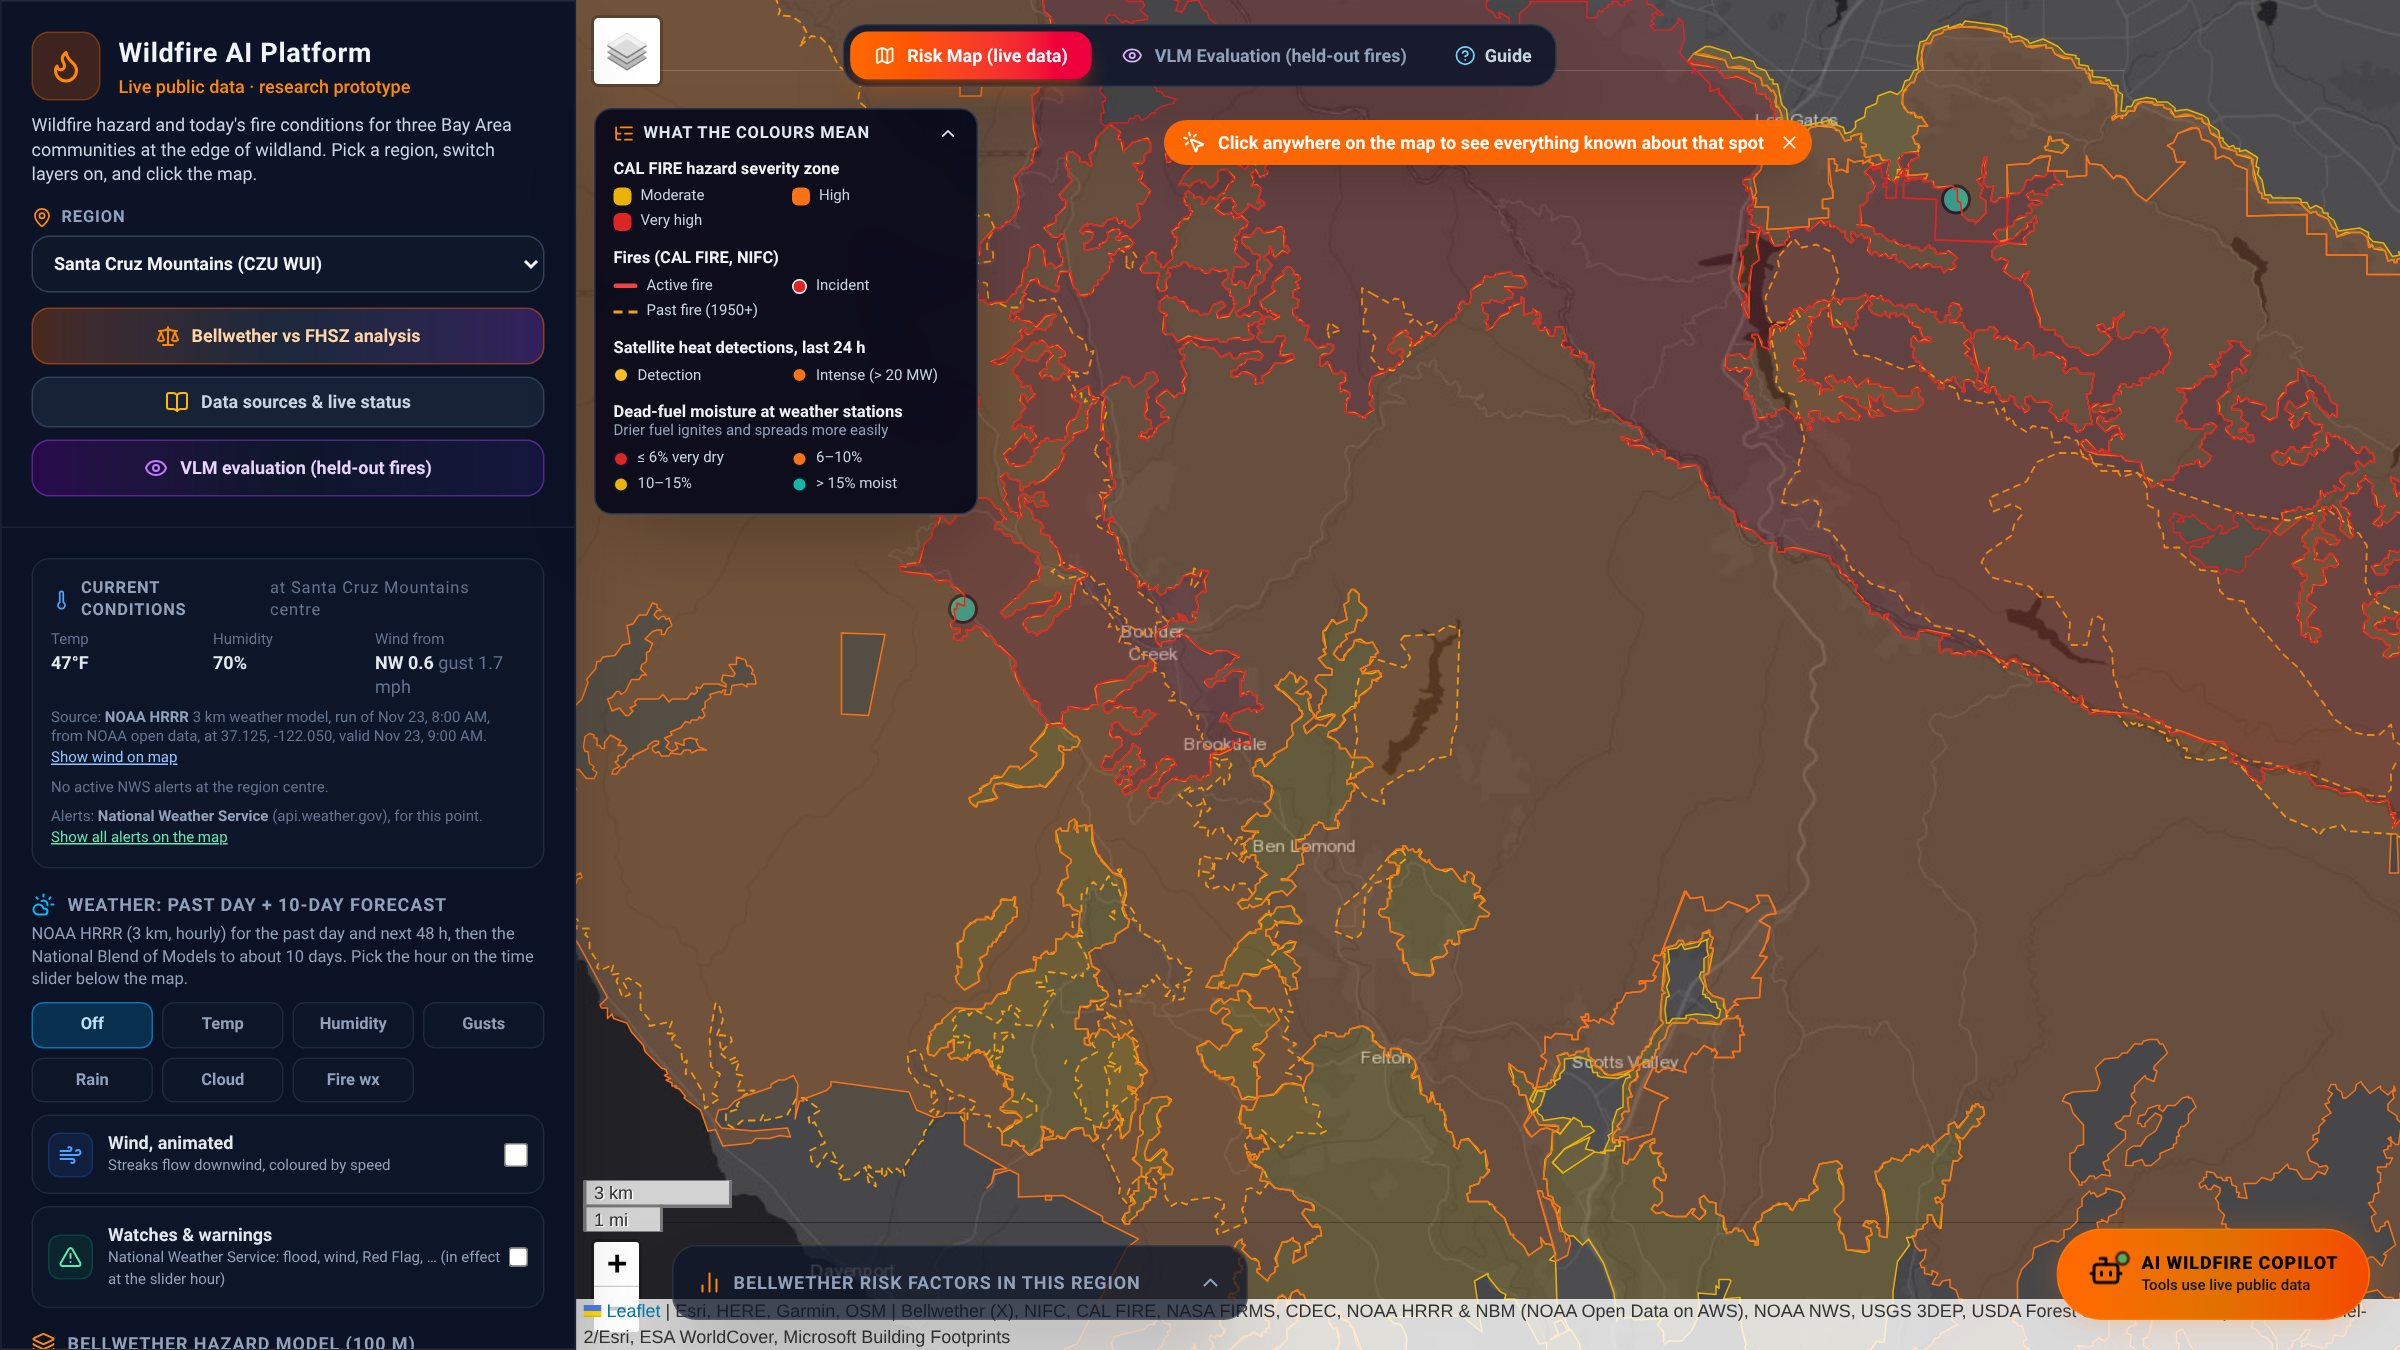 Wildfire AI Platform
Live public data · research prototype
Wildfire hazard and today's fire conditions for three Bay Area
communities at the edge of wildland. Pick a region, switch
layers on, and click the map.
REGION
Santa Cruz Mountains (CZU WUI)
Bellwether vs FHSZ analysis
Data sources & live status
VLM evaluation (held-out fires)
CURRENT
CONDITIONS
at Santa Cruz Mountains
centre
Temp
Humidity
Wind from
47°F
70%
NW 0.6 gust 1.7
mph
Source: NOAA HRRR 3 km weather model, run of Nov 23, 8:00 AM,
from NOAA open data, at 37.125, -122.050, valid Nov 23, 9:00 AM.
Show wind on map
No active NWS alerts at the region centre.
Alerts: National Weather Service (api.weather.gov), for this point.
Show all alerts on the map
WEATHER: PAST DAY + 10-DAY FORECAST
NOAA HRRR (3 km, hourly) for the past day and next 48 h, then the
National Blend of Models to about 10 days. Pick the hour on the time
slider below the map.
Off
Temp
Humidity
Gusts
Rain
Cloud
Fire wx
Wind, animated
Streaks flow downwind, coloured by speed
Watches & warnings
National Weather Service: flood, wind, Red Flag, … (in effect
at the slider hour)
BELLWETHER HAZARD MODEL (100 M)
Risk Map (live data)
VLM Evaluation (held-out fires)
Guide
Click anywhere on the map to see everything known about that spot
WHAT THE COLOURS MEAN
CAL FIRE hazard severity zone
Moderate
High
Very high
Fires (CAL FIRE, NIFC)
Active fire
Incident
Past fire (1950+)
Satellite heat detections, last 24 h
Detection
Intense (> 20 MW)
Dead-fuel moisture at weather stations
Drier fuel ignites and spreads more easily
≤ 6% very dry
6–10%
10–15%
> 15% moist
Los Gatos
Boulder
Creek
Brookdale
Ben Lomond
Felton
Scotts Valley
Davenport
3 km
1 mi
+
BELLWETHER RISK FACTORS IN THIS REGION
AI WILDFIRE COPILOT
Tools use live public data
Leaflet | Esri, HERE, Garmin, OSM | Bellwether (X), NIFC, CAL FIRE, NASA FIRMS, CDEC, NOAA HRRR & NBM (NOAA Open Data on AWS), NOAA NWS, USGS 3DEP, USDA Forest
2/Esri, ESA WorldCover, Microsoft Building Footprints